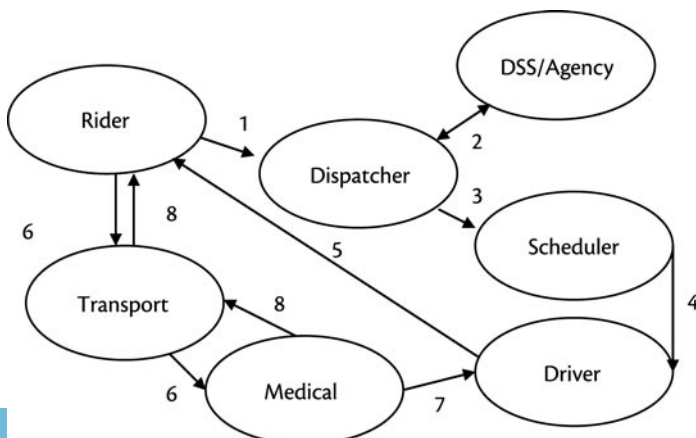 DSS/Agency
Rider
1
2
Dispatcher
3
Scheduler
6
8
5
Transport
8
4
6
Medical
7
Driver